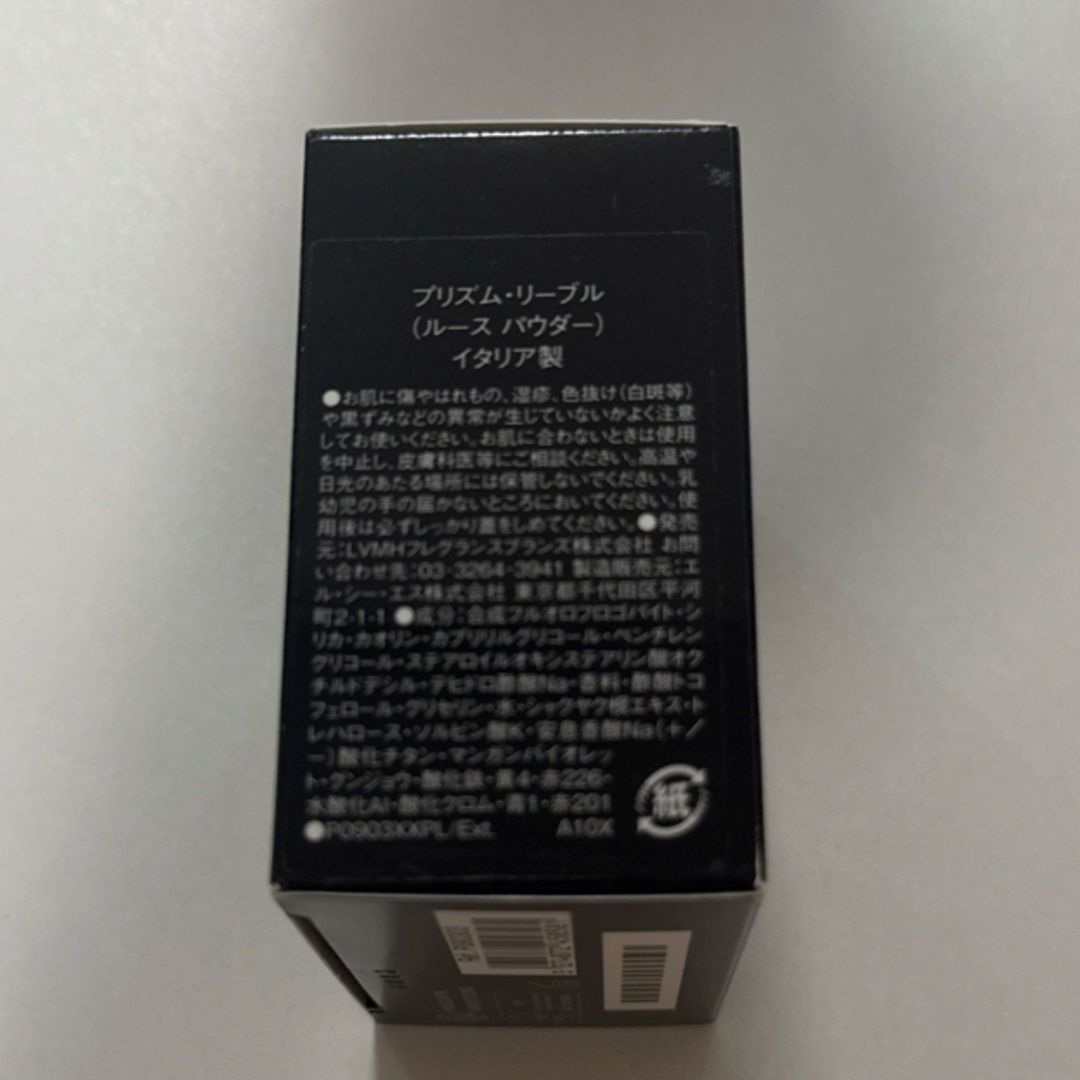 プリズム・リーブル
(ルース パウダー)
イタリア製
●お肌に傷やはれもの、湿疹、色抜け(白斑等)
や黒ずみなどの異常が生じていないかよく注意
してお使いください。お肌に合わないときは使用
を中止し、皮膚科医等にご相談ください。高温や
日光のあたる場所には保管しないでください。乳
幼児の手の届かないところにおいてください。使
用後は必ずしっかり蓋をしめてください。●発売
元:LVMHフレグランスブランズ株式会社 お問
い合わせ先:03-3264-3941 製造販売元:エ
ル・シー・エス株式会社 東京都千代田区平河
町2-1-1 ●成分:合成フルオロフロゴパイト・シ
リカ・カオリン・カプリリルグリコール・ペンチレン
グリコール・ステアロイルオキシステアリン酸オク
チルドデシル・デヒドロ酢酸Na・香料・酢酸トコ
フェロール・グリセリン・水・シャクヤク根エキス・ト
レハロース・ソルビン酸K・安息香酸Na(+/
-)酸化チタン・マンガンバイオレッ
ト・グンジョウ・酸化鉄・黄4・赤226・
水酸化Al・酸化クロム・青1・赤201
●P0903XXPL/Ext. A10X
紙